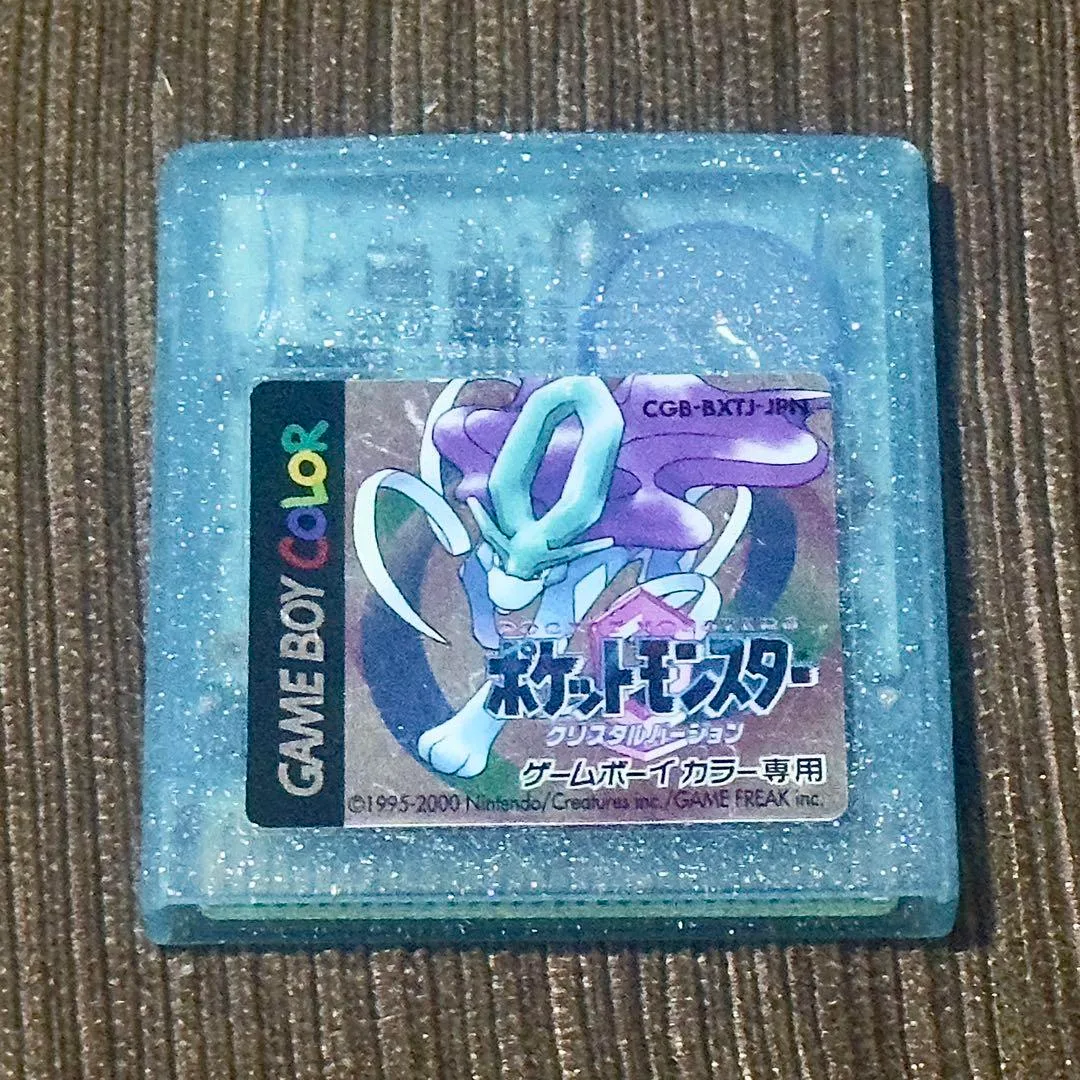 GAME BOY COLOR
CGB-BXTJ-JPN
POCKET MONSTERS
ポケットモンスター
クリスタルバージョン
ゲームボーイカラー専用
©1995-2000 Nintendo/Creatures inc./GAME FREAK inc.